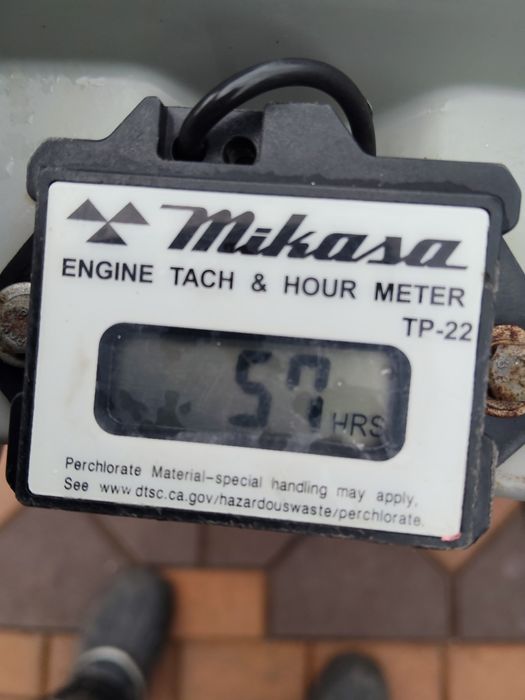 Mikasa
ENGINE TACH & HOUR METER
TP-22
57 HRS
Perchlorate Material-special handling may apply,
See www.dtsc.ca.gov/hazardouswaste/perchlorate.